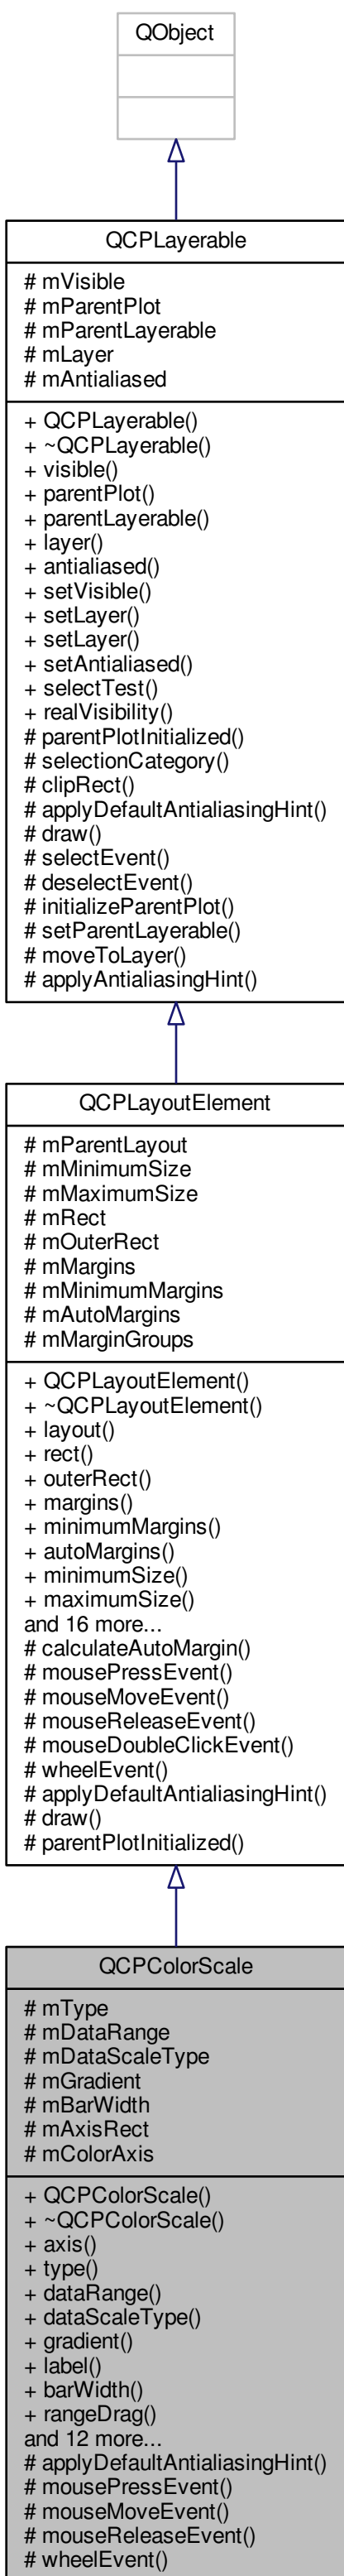 QObject
QCPLayerable
# mVisible
# mParentPlot
# mParentLayerable
# mLayer
# mAntialiased
+ QCPLayerable()
+ ~QCPLayerable()
+ visible()
+ parentPlot()
+ parentLayerable()
+ layer()
+ antialiased()
+ setVisible()
+ setLayer()
+ setLayer()
+ setAntialiased()
+ selectTest()
+ realVisibility()
# parentPlotInitialized()
# selectionCategory()
# clipRect()
# applyDefaultAntialiasingHint()
# draw()
# selectEvent()
# deselectEvent()
# initializeParentPlot()
# setParentLayerable()
# moveToLayer()
# applyAntialiasingHint()
QCPLayoutElement
# mParentLayout
# mMinimumSize
# mMaximumSize
# mRect
# mOuterRect
# mMargins
# mMinimumMargins
# mAutoMargins
# mMarginGroups
+ QCPLayoutElement()
+ ~QCPLayoutElement()
+ layout()
+ rect()
+ outerRect()
+ margins()
+ minimumMargins()
+ autoMargins()
+ minimumSize()
+ maximumSize()
and 16 more...
# calculateAutoMargin()
# mousePressEvent()
# mouseMoveEvent()
# mouseReleaseEvent()
# mouseDoubleClickEvent()
# wheelEvent()
# applyDefaultAntialiasingHint()
# draw()
# parentPlotInitialized()
QCPColorScale
# mType
# mDataRange
# mDataScaleType
# mGradient
# mBarWidth
# mAxisRect
# mColorAxis
+ QCPColorScale()
+ ~QCPColorScale()
+ axis()
+ type()
+ dataRange()
+ dataScaleType()
+ gradient()
+ label()
+ barWidth()
+ rangeDrag()
and 12 more...
# applyDefaultAntialiasingHint()
# mousePressEvent()
# mouseMoveEvent()
# mouseReleaseEvent()
# wheelEvent()